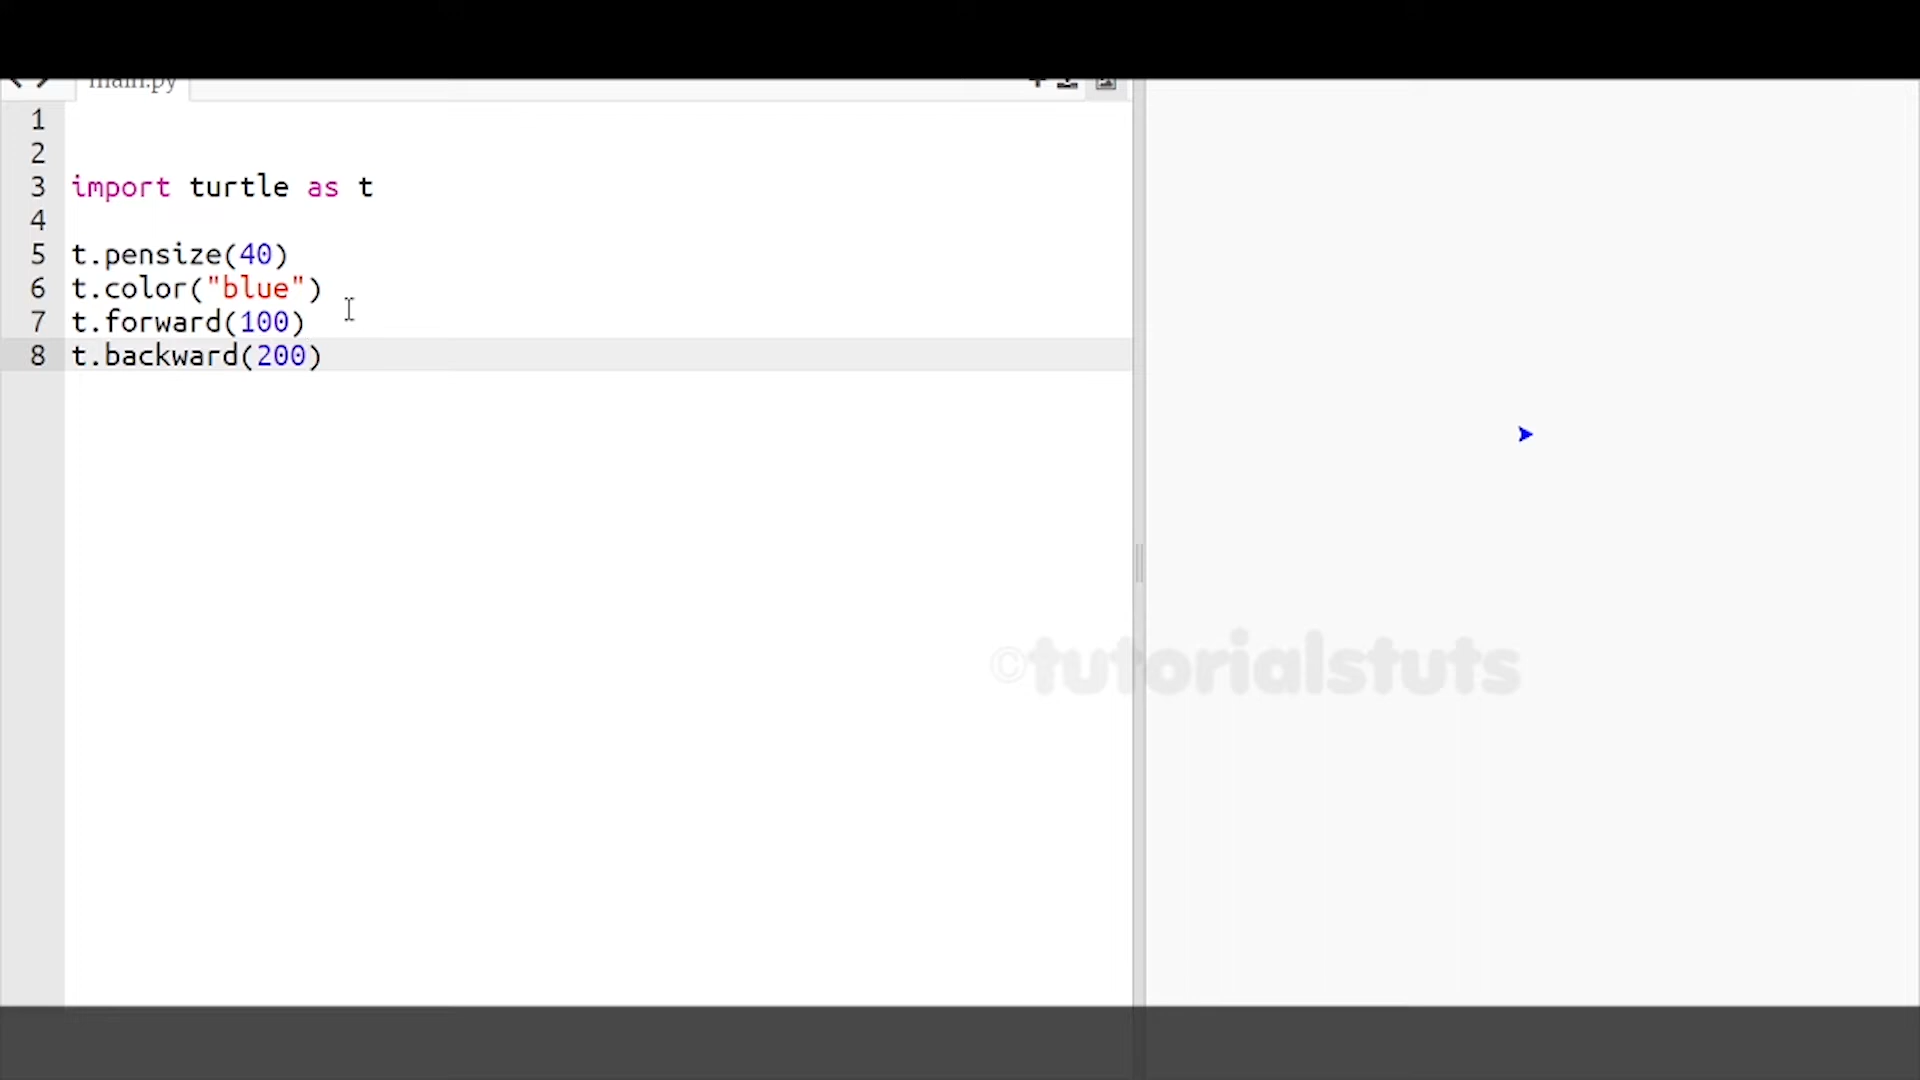 main.py
1
2
3 import turtle as t
4
5 t.pensize(40)
6 t.color("blue")
7 t.forward(100)
8 t.backward(200)
©tutorialstuts